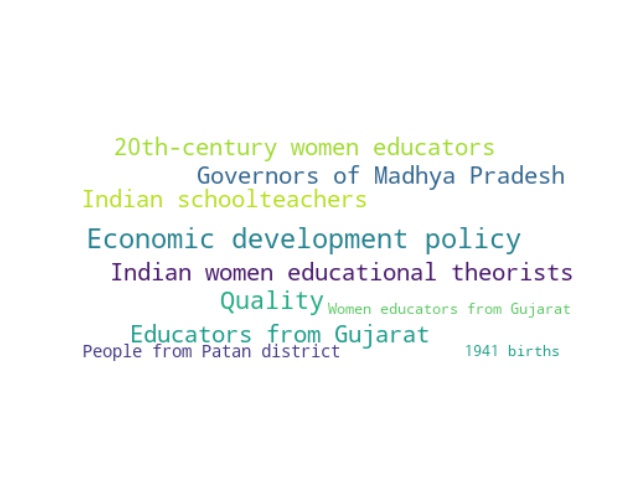 20th-century women educators
Governors of Madhya Pradesh
Indian schoolteachers
Economic development policy
Indian women educational theorists
Quality
Women educators from Gujarat
Educators from Gujarat
People from Patan district
1941 births